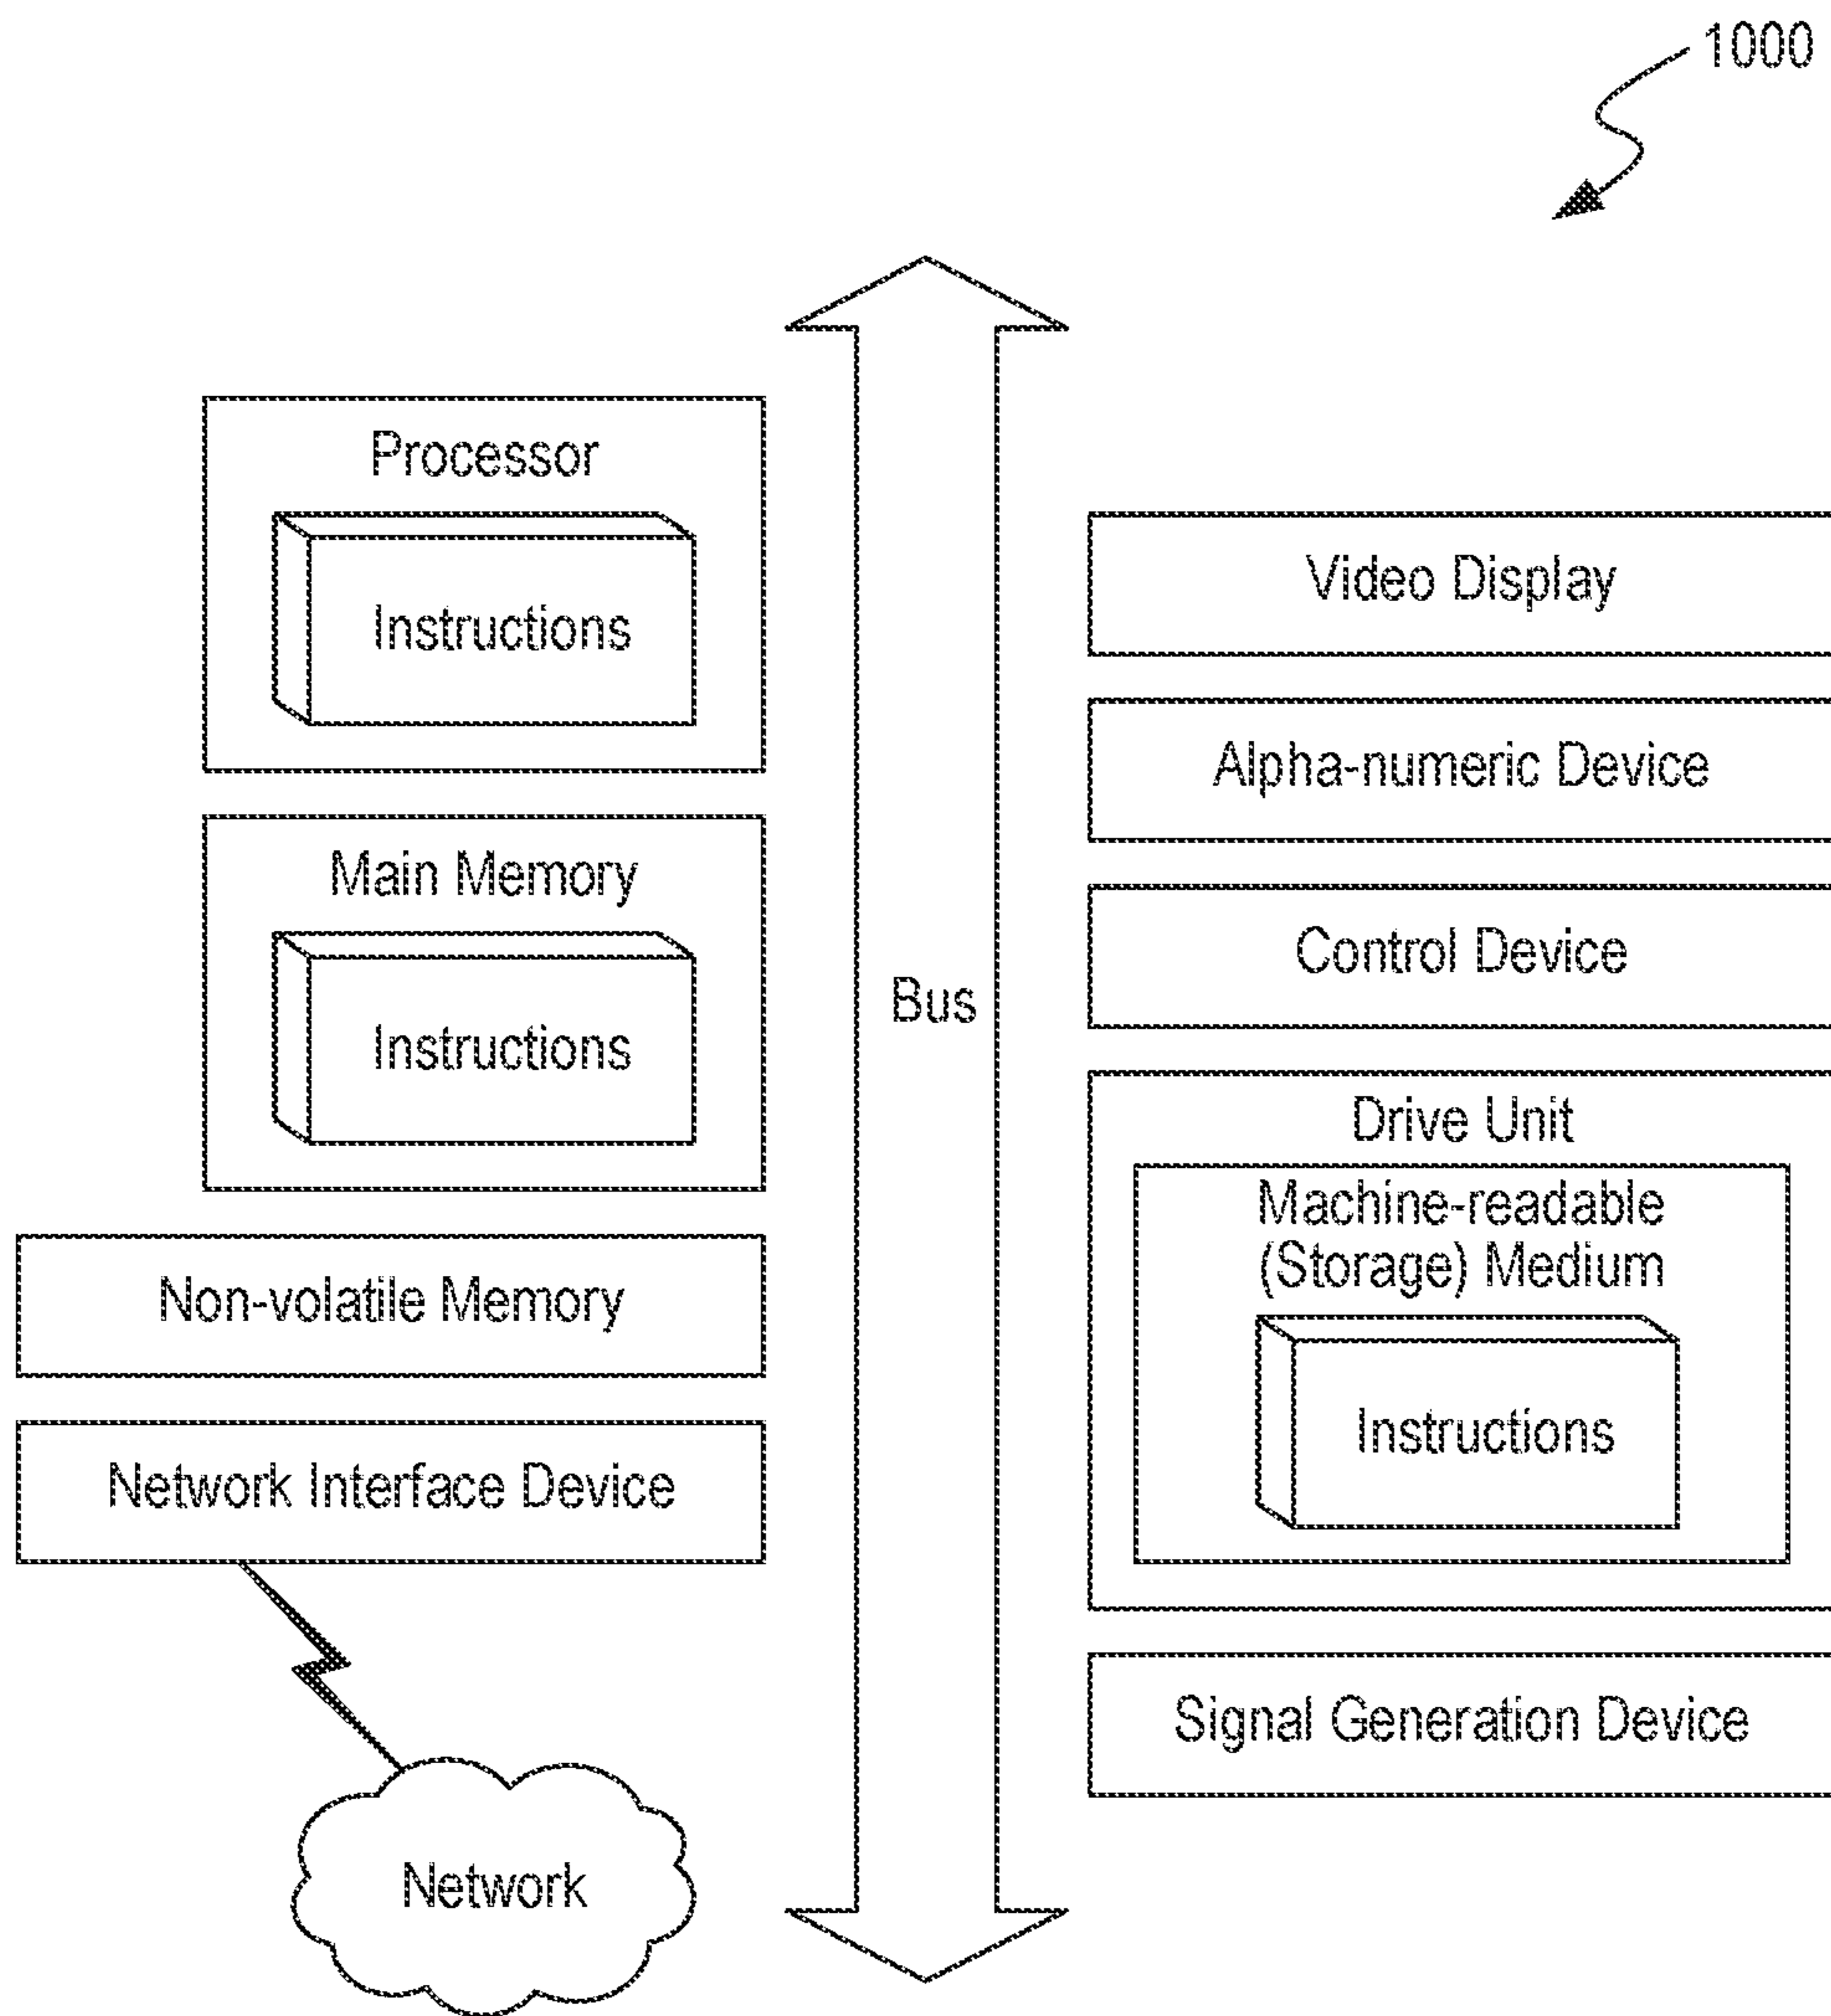 1000
Processor
Instructions
Main Memory
Instructions
Non-volatile Memory
Network Interface Device
Network
Bus
Video Display
Alpha-numeric Device
Control Device
Drive Unit
Machine-readable
(Storage) Medium
Instructions
Signal Generation Device